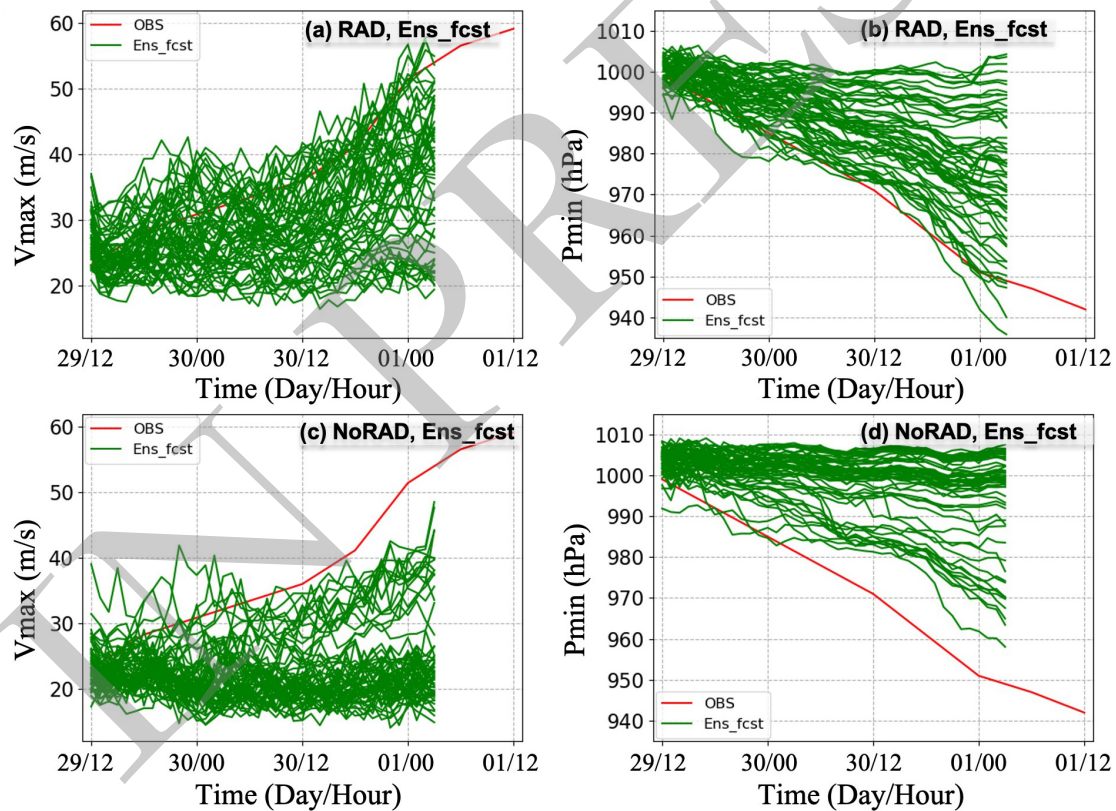 (a) RAD, Ens_fcst
OBS
Ens_fcst
Vmax (m/s)
60
50
40
30
20
29/12 30/00 30/12 01/00 01/12
Time (Day/Hour)
(b) RAD, Ens_fcst
OBS
Ens_fcst
Pmin (hPa)
1010
1000
990
980
970
960
950
940
29/12 30/00 30/12 01/00 01/12
Time (Day/Hour)
(c) NoRAD, Ens_fcst
OBS
Ens_fcst
Vmax (m/s)
60
50
40
30
20
29/12 30/00 30/12 01/00 01/12
Time (Day/Hour)
(d) NoRAD, Ens_fcst
OBS
Ens_fcst
Pmin (hPa)
1010
1000
990
980
970
960
950
940
29/12 30/00 30/12 01/00 01/12
Time (Day/Hour)
IN PRES